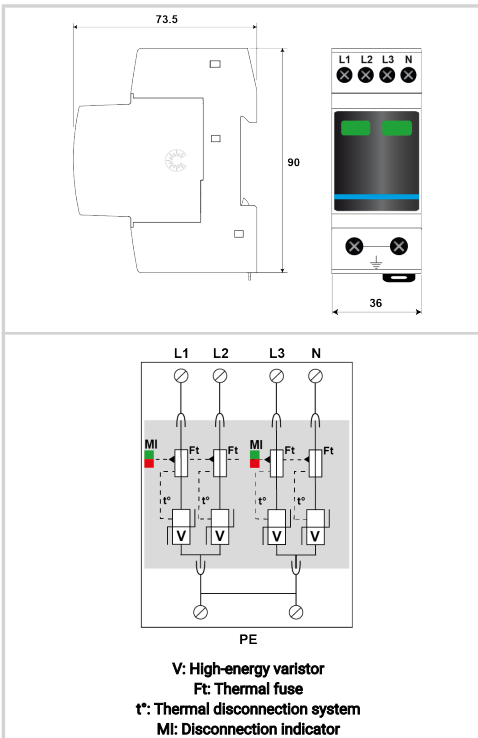 73.5
L1 L2 L3 N
90
36
L1 L2 L3 N
MI Ft Ft MI Ft Ft
t° t° t° t°
V V V V
PE
V: High-energy varistor
Ft: Thermal fuse
t°: Thermal disconnection system
MI: Disconnection indicator